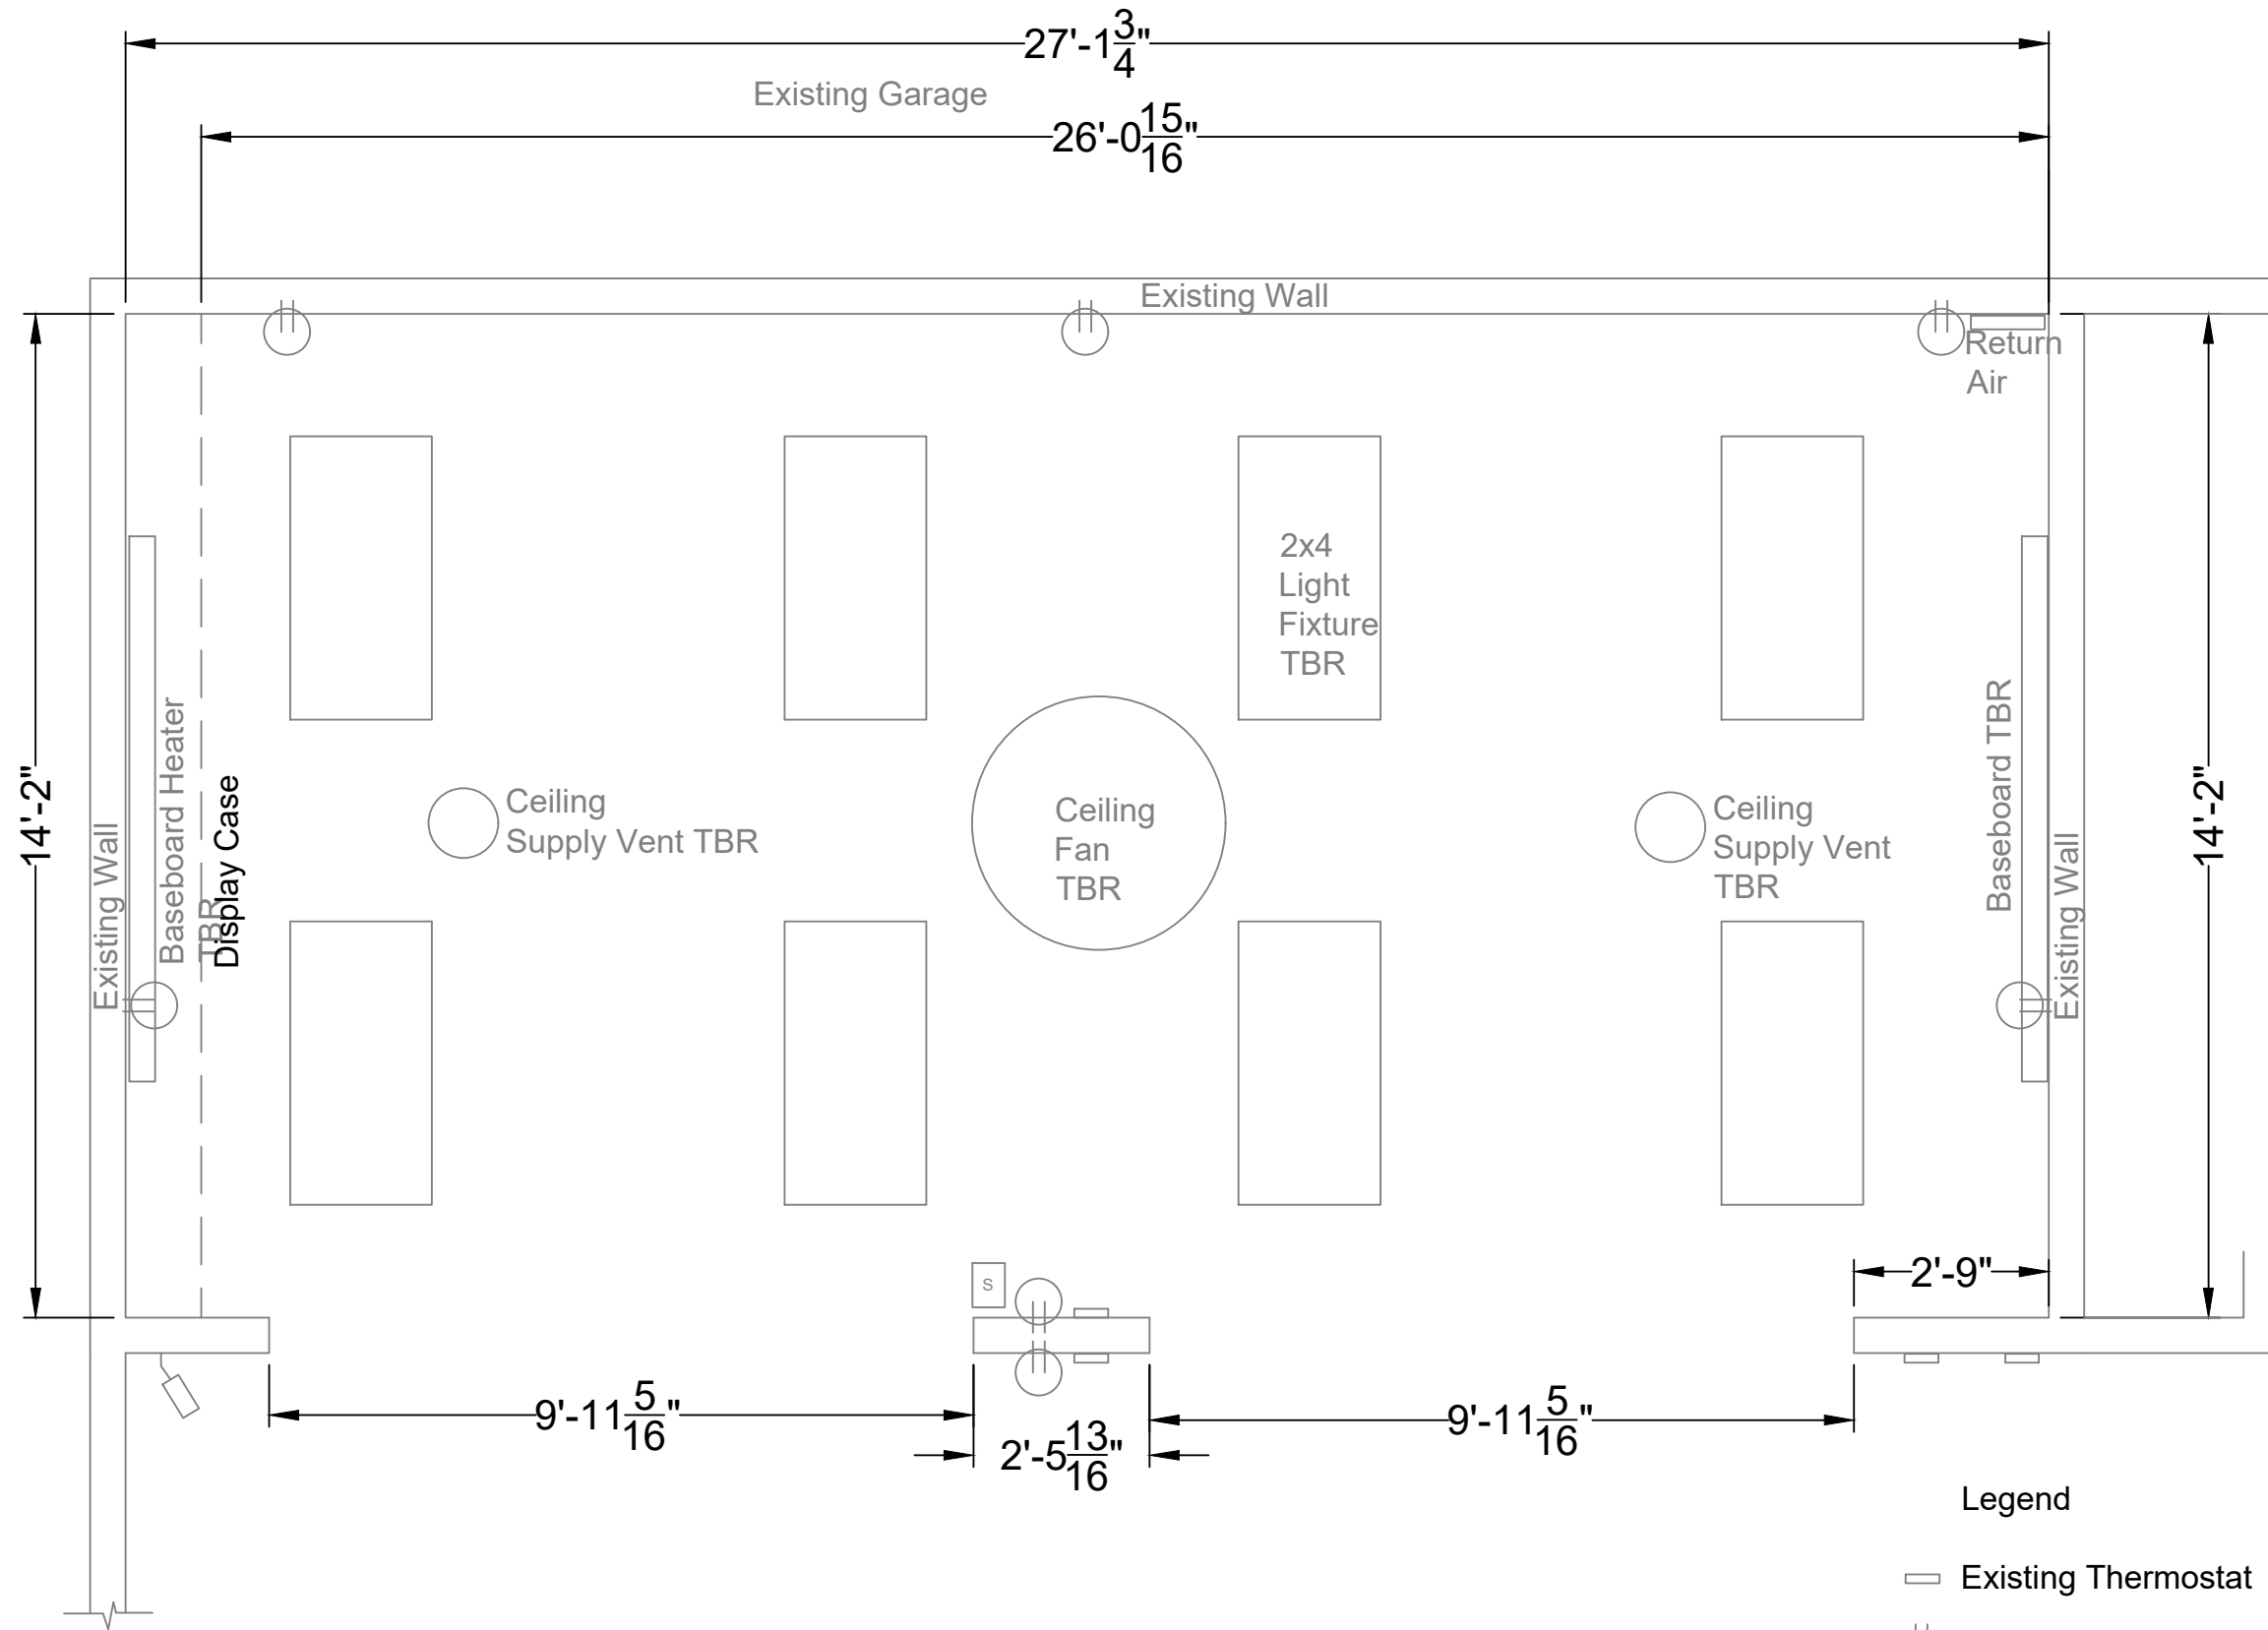 27'-1 3/4"
Existing Garage
26'-0 15/16"
Existing Wall
Return
Air
2x4
Light
Fixture
TBR
14'-2"
Existing Wall
Baseboard Heater
TBR
Display Case
Ceiling
Supply Vent TBR
Ceiling
Fan
TBR
Ceiling
Supply Vent
TBR
Baseboard TBR
Existing Wall
14'-2"
S
2'-9"
9'-11 5/16"
2'-5 13/16"
9'-11 5/16"
Legend
Existing Thermostat